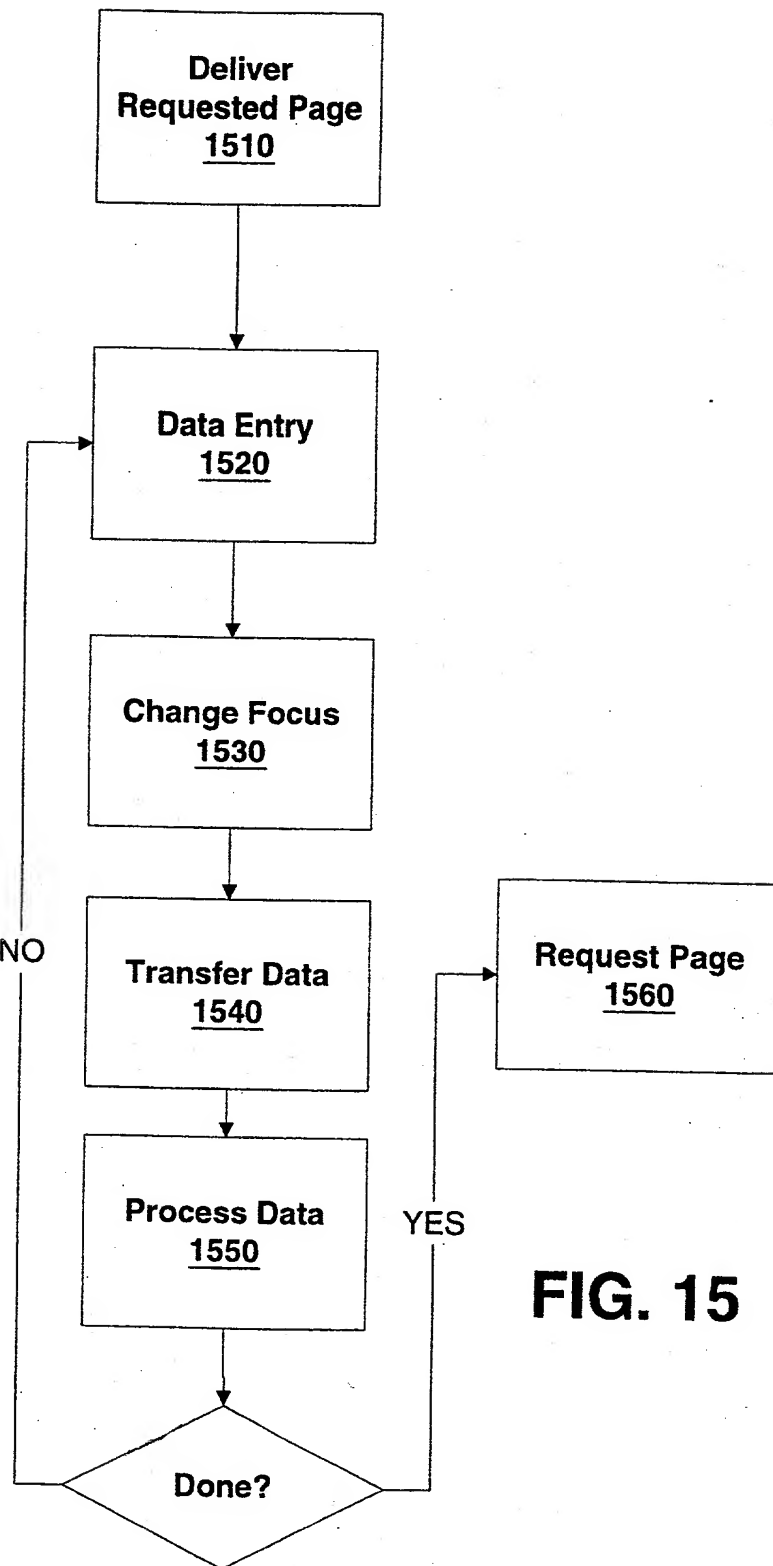 Deliver
Requested Page
1510
Data Entry
1520
Change Focus
1530
NO
Transfer Data
1540
Request Page
1560
Process Data
1550
YES
FIG. 15
Done?